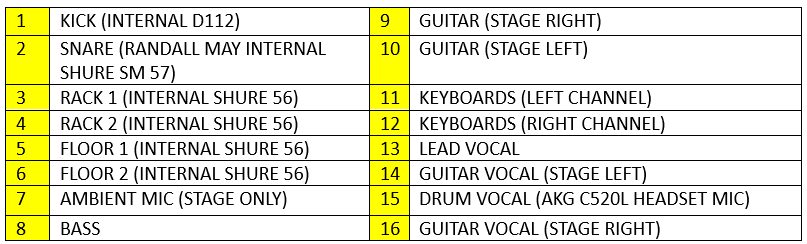 1 KICK (INTERNAL D112) 9 GUITAR (STAGE RIGHT)
2 SNARE (RANDALL MAY INTERNAL 10 GUITAR (STAGE LEFT)
SHURE SM 57)
3 RACK 1 (INTERNAL SHURE 56) 11 KEYBOARDS (LEFT CHANNEL)
4 RACK 2 (INTERNAL SHURE 56) 12 KEYBOARDS (RIGHT CHANNEL)
5 FLOOR 1 (INTERNAL SHURE 56) 13 LEAD VOCAL
6 FLOOR 2 (INTERNAL SHURE 56) 14 GUITAR VOCAL (STAGE LEFT)
7 AMBIENT MIC (STAGE ONLY) 15 DRUM VOCAL (AKG C520L HEADSET MIC)
8 BASS 16 GUITAR VOCAL (STAGE RIGHT)